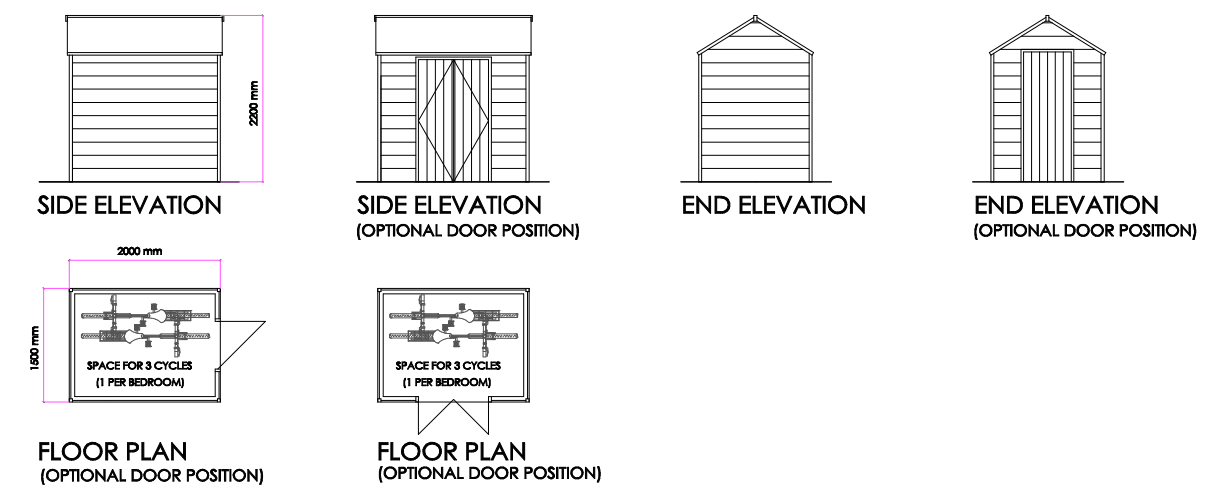 2200 mm
SIDE ELEVATION
SIDE ELEVATION
(OPTIONAL DOOR POSITION)
END ELEVATION
END ELEVATION
(OPTIONAL DOOR POSITION)
2000 mm
1500 mm
SPACE FOR 3 CYCLES
(1 PER BEDROOM)
FLOOR PLAN
(OPTIONAL DOOR POSITION)
SPACE FOR 3 CYCLES
(1 PER BEDROOM)
FLOOR PLAN
(OPTIONAL DOOR POSITION)